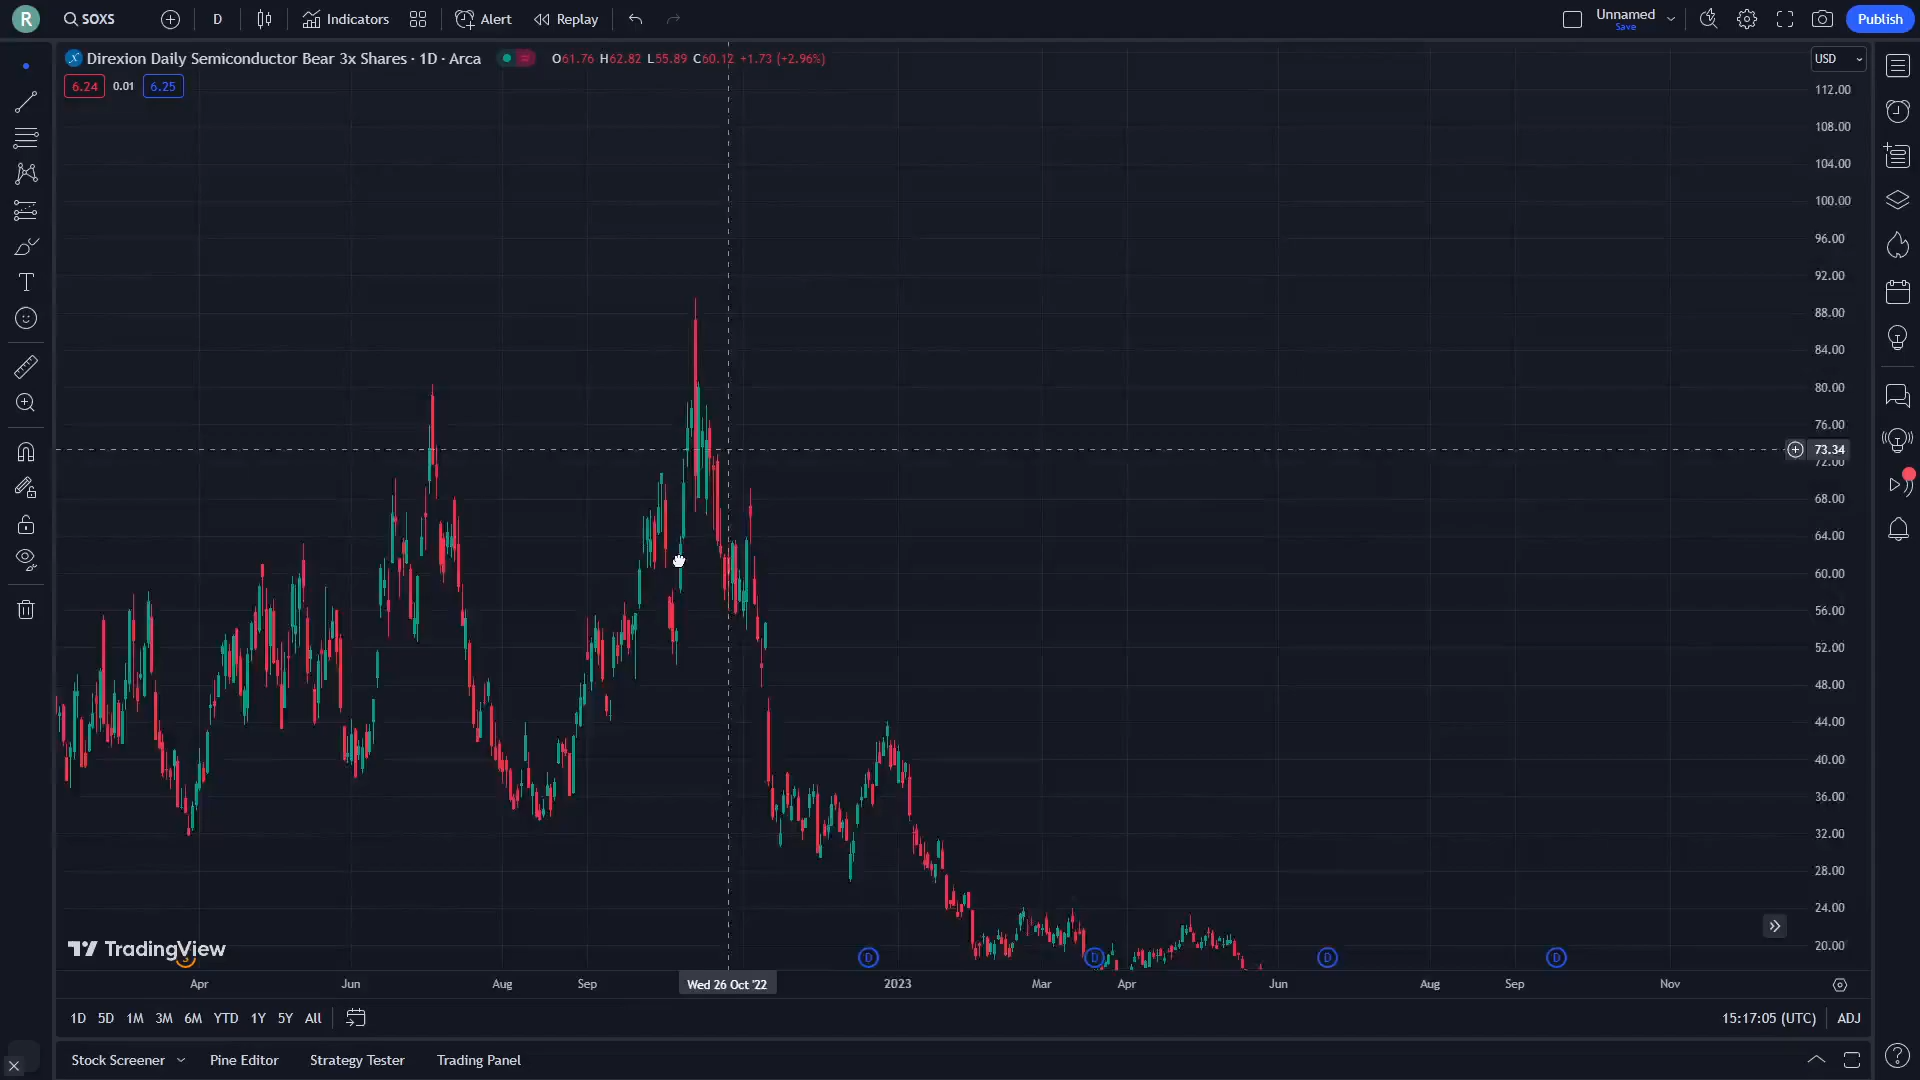 R
SOXS
D
Indicators
Alert
Replay
Unnamed
Save
Publish
Direxion Daily Semiconductor Bear 3x Shares · 1D · Arca
O61.76 H62.82 L55.89 C60.12 +1.73 (+2.96%)
USD
6.24
0.01
6.25
112.00
108.00
104.00
100.00
96.00
92.00
88.00
84.00
80.00
76.00
73.34
72.00
68.00
64.00
60.00
56.00
52.00
48.00
44.00
40.00
36.00
32.00
28.00
24.00
20.00
TradingView
D
D
D
D
Apr
Jun
Aug
Sep
Wed 26 Oct '22
2023
Mar
Apr
Jun
Aug
Sep
Nov
1D 5D 1M 3M 6M YTD 1Y 5Y All
15:17:05 (UTC)
ADJ
Stock Screener
Pine Editor
Strategy Tester
Trading Panel